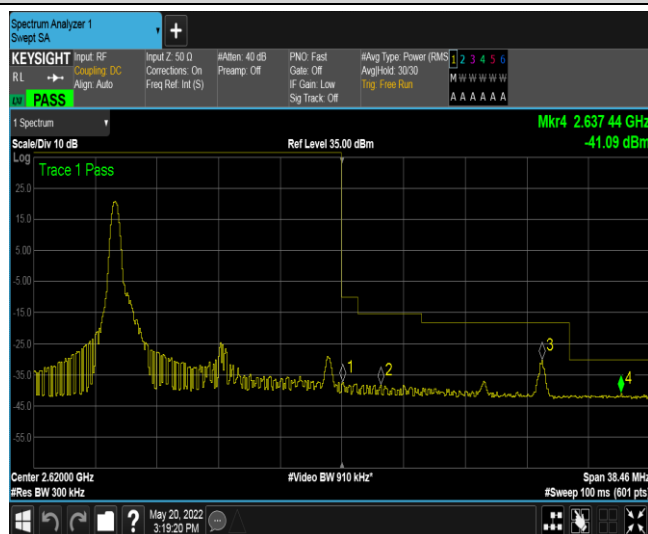 Spectrum Analyzer 1
Swept SA
+
KEYSIGHT Input: RF Input Z: 50 Ω #Atten: 40 dB PNO: Fast #Avg Type: Power (RMS 1 2 3 4 5 6
RL Coupling: DC Corrections: On Preamp: Off Gate: Off Avg|Hold: 30/30 M W W W W W
Align: Auto Freq Ref: Int (S) IF Gain: Low Trig: Free Run
PASS Sig Track: Off A A A A A A
1 Spectrum Mkr4 2.637 44 GHz
Scale/Div 10 dB Ref Level 35.00 dBm -41.09 dBm
Log
Trace 1 Pass
25.0
15.0
5.00
-5.00
-15.0
-25.0
3
1 2
-35.0
4
-45.0
-55.0
Center 2.62000 GHz #Video BW 910 kHz* Span 38.46 MHz
#Res BW 300 kHz #Sweep 100 ms (601 pts)
? May 20, 2022
3:19:20 PM